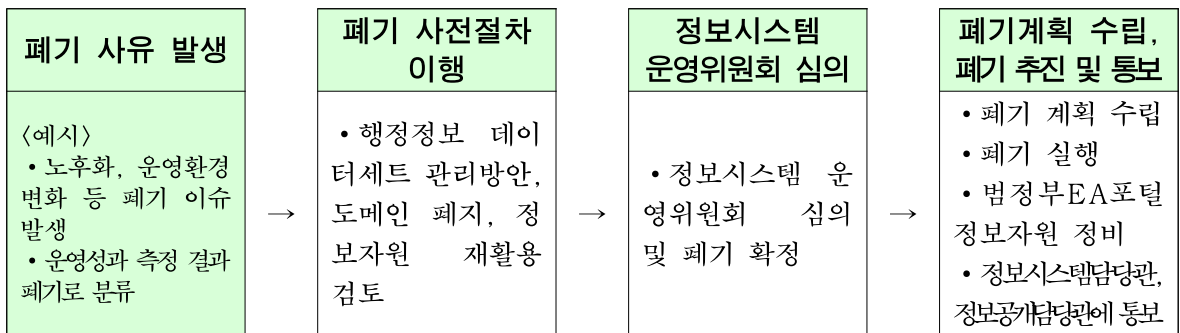 폐기 사유 발생
〈예시〉
• 노후화, 운영환경
변화 등 폐기 이슈
발생
• 운영성과 측정 결과
폐기로 분류
→
폐기 사전절차
이행
• 행정정보 데이
터세트 관리방안,
도메인 폐지, 정
보자원 재활용
검토
→
정보시스템
운영위원회 심의
• 정보시스템 운
영위원회 심의
및 폐기 확정
→
폐기계획 수립,
폐기 추진 및 통보
• 폐기 계획 수립
• 폐기 실행
• 범정부EA포털
정보자원 정비
• 정보시스템담당관,
정보공개담당관에 통보